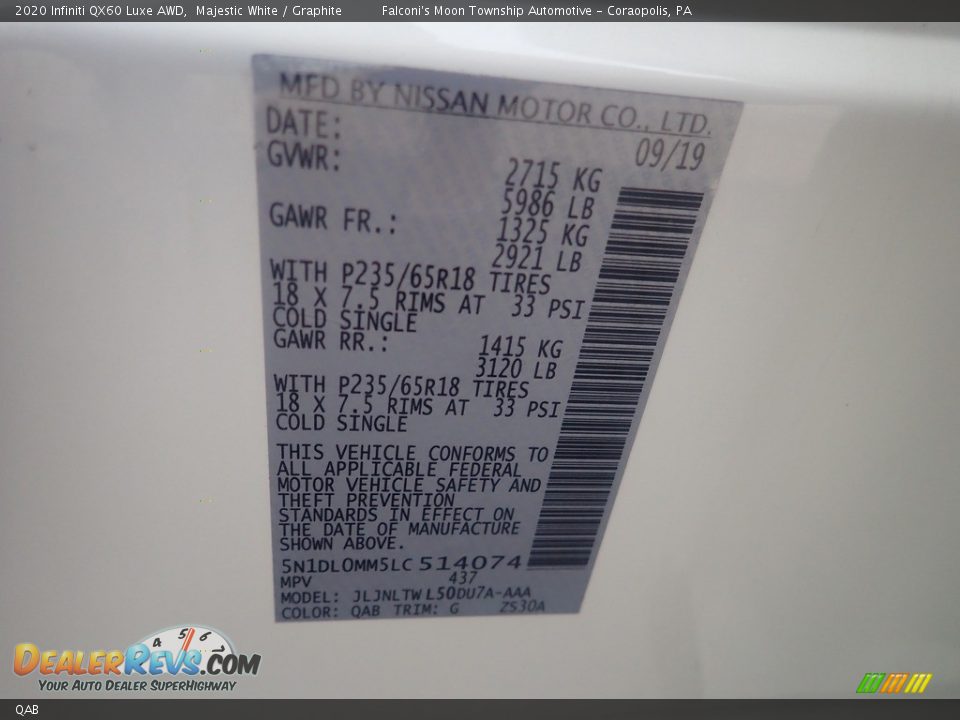 2020 Infiniti QX60 Luxe AWD, Majestic White / Graphite Falconi's Moon Township Automotive - Coraopolis, PA
MFD BY NISSAN MOTOR CO., LTD.
DATE: 09/19
GVWR: 2715 KG
5986 LB
GAWR FR.: 1325 KG
2921 LB
WITH P235/65R18 TIRES
18 X 7.5 RIMS AT 33 PSI
COLD SINGLE
GAWR RR.: 1415 KG
3120 LB
WITH P235/65R18 TIRES
18 X 7.5 RIMS AT 33 PSI
COLD SINGLE
THIS VEHICLE CONFORMS TO
ALL APPLICABLE FEDERAL
MOTOR VEHICLE SAFETY AND
THEFT PREVENTION
STANDARDS IN EFFECT ON
THE DATE OF MANUFACTURE
SHOWN ABOVE.
5N1DL0MM5LC514074
MPV 437
MODEL: JLJNLTWL50DU7A-AAA
COLOR: QAB TRIM: G ZS30A
4 5 6 7
DEALERREVS.COM
YOUR AUTO DEALER SUPERHIGHWAY
QAB